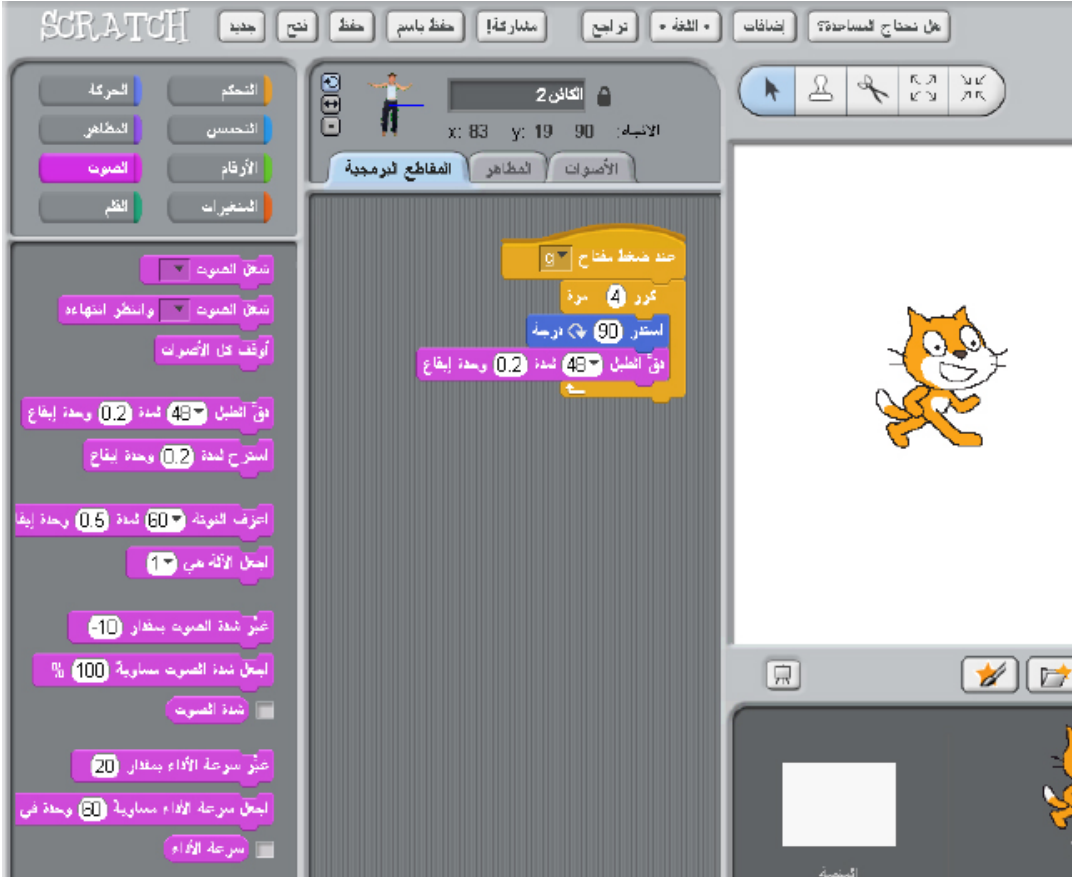 SCRATCH
جديد
فتح
حفظ
حفظ باسم
مشاركة!
تراجع
• اللغة •
إضافات
هل تحتاج للمساعدة؟
الحركة
التحكم
المظاهر
التحسس
الصوت
الأرقام
القلم
المتغيرات
الكائن2
x: 83 y: 19 الاتجاه: 90
المقاطع البرمجية
المظاهر
الأصوات
شغل الصوت
شغل الصوت وانتظر انتهاءه
أوقف كل الأصوات
دقّ الطبل 48 لمدة 0.2 وحدة إيقاع
استرح لمدة 0.2 وحدة إيقاع
اعزف النوتة 60 لمدة 0.5 وحدة إيقا
اجعل الآلة هي 1
غيّر شدة الصوت بمقدار -10
اجعل شدة الصوت مساوية 100 %
شدة الصوت
غيّر سرعة الأداء بمقدار 20
اجعل سرعة الأداء مساوية 60 وحدة في
سرعة الأداء
عند ضغط مفتاح g
كرر 4 مرة
استدر 90 درجة
دقّ الطبل 48 لمدة 0.2 وحدة إيقاع
المنصة